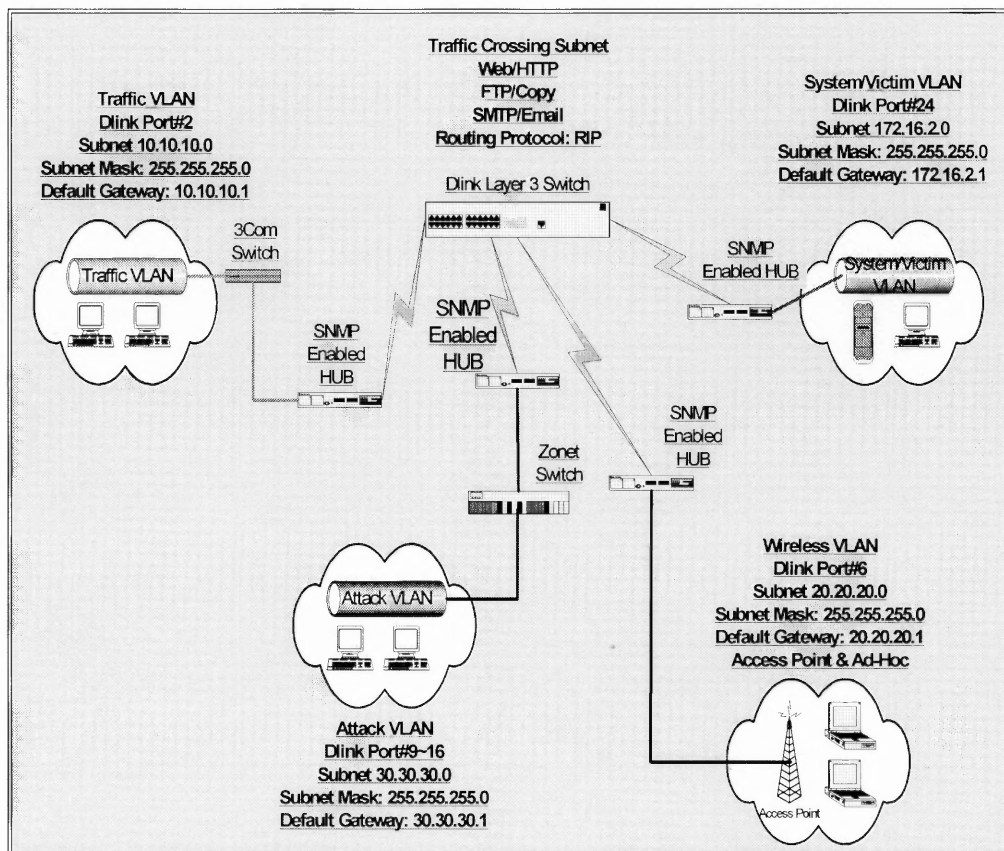 Traffic Crossing Subnet
Web/HTTP
FTP/Copy
SMTP/Email
Routing Protocol: RIP
Traffic VLAN
Dlink Port#2
Subnet 10.10.10.0
Subnet Mask: 255.255.255.0
Default Gateway: 10.10.10.1
System/Victim VLAN
Dlink Port#24
Subnet 172.16.2.0
Subnet Mask: 255.255.255.0
Default Gateway: 172.16.2.1
Dlink Layer 3 Switch
3Com
Switch
Traffic VLAN
SNMP
Enabled HUB
System/Victim
VLAN
SNMP
Enabled
HUB
SNMP
Enabled
HUB
SNMP
Enabled
HUB
Zonet
Switch
Attack VLAN
Wireless VLAN
Dlink Port#6
Subnet 20.20.20.0
Subnet Mask: 255.255.255.0
Default Gateway: 20.20.20.1
Access Point & Ad-Hoc
Access Point
Attack VLAN
Dlink Port#9~16
Subnet 30.30.30.0
Subnet Mask: 255.255.255.0
Default Gateway: 30.30.30.1